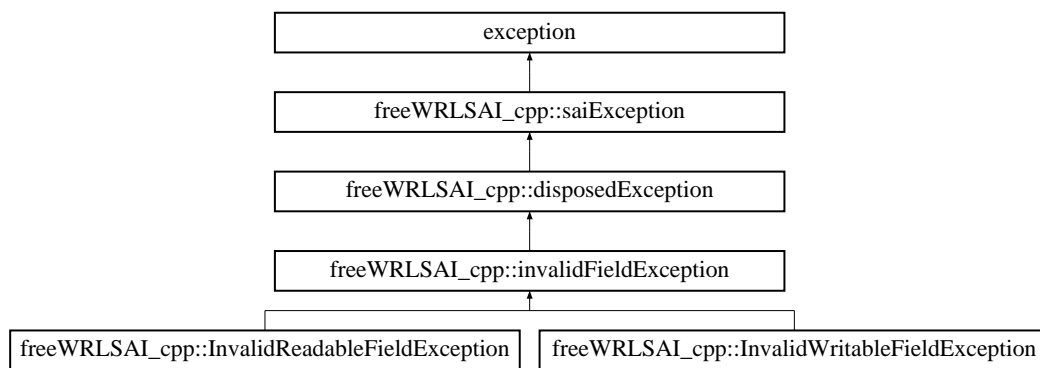 exception
freeWRLSAI_cpp::saiException
freeWRLSAI_cpp::disposedException
freeWRLSAI_cpp::invalidFieldException
freeWRLSAI_cpp::InvalidReadableFieldException
freeWRLSAI_cpp::InvalidWritableFieldException